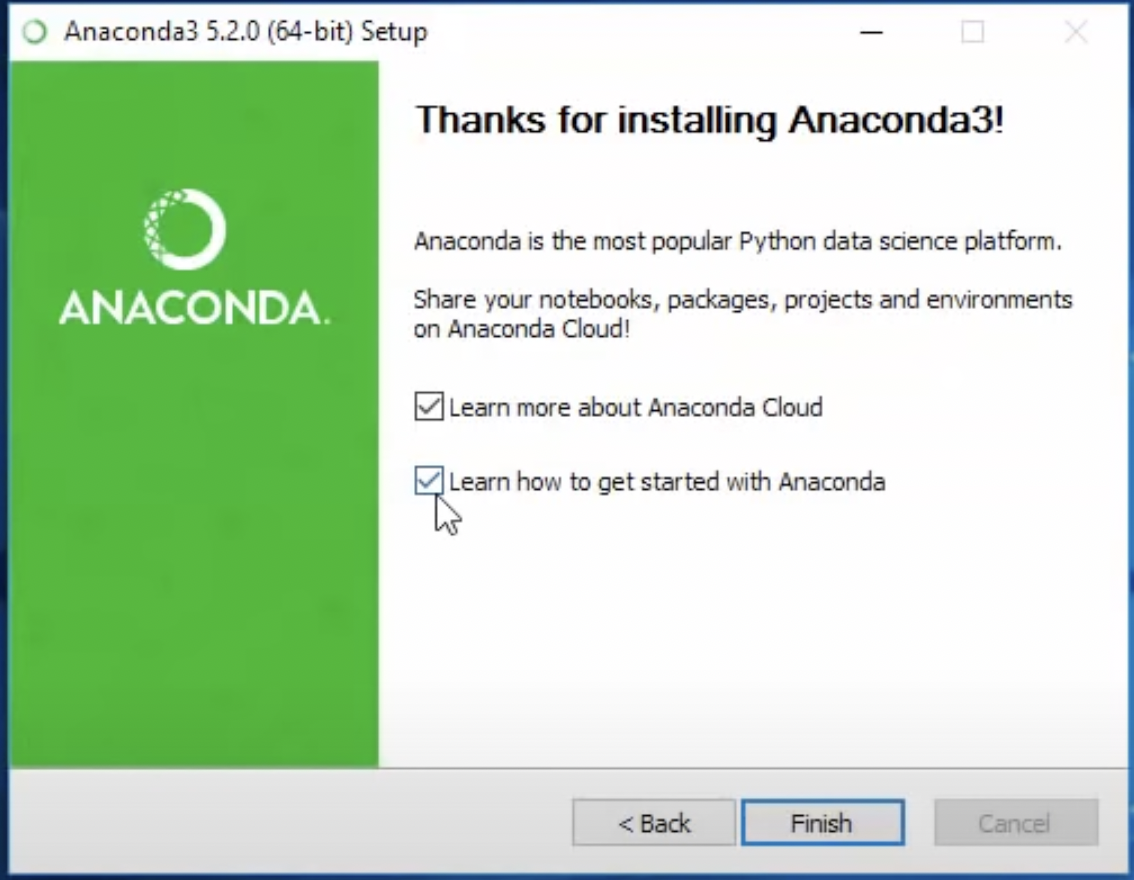 Anaconda3 5.2.0 (64-bit) Setup
ANACONDA.
Thanks for installing Anaconda3!
Anaconda is the most popular Python data science platform.
Share your notebooks, packages, projects and environments
on Anaconda Cloud!
Learn more about Anaconda Cloud
Learn how to get started with Anaconda
< Back
Finish
Cancel